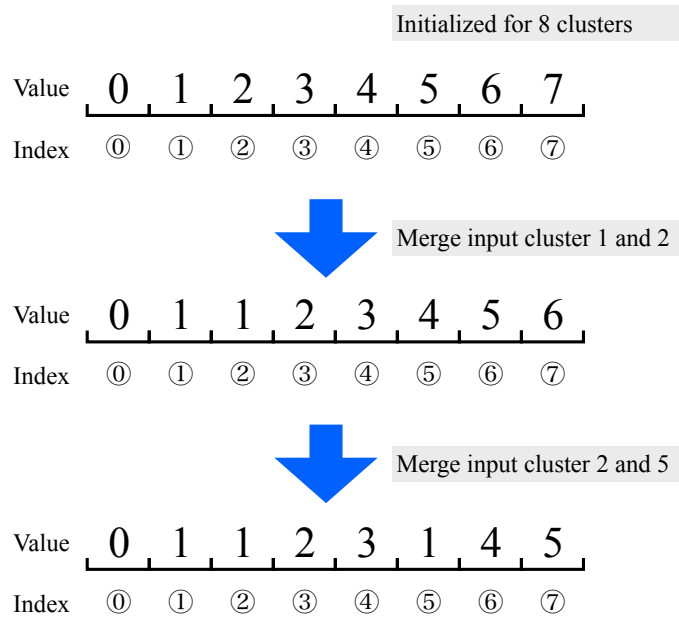 Initialized for 8 clusters
Value 0 1 2 3 4 5 6 7
Index ⓪ ① ② ③ ④ ⑤ ⑥ ⑦
Merge input cluster 1 and 2
Value 0 1 1 2 3 4 5 6
Index ⓪ ① ② ③ ④ ⑤ ⑥ ⑦
Merge input cluster 2 and 5
Value 0 1 1 2 3 1 4 5
Index ⓪ ① ② ③ ④ ⑤ ⑥ ⑦